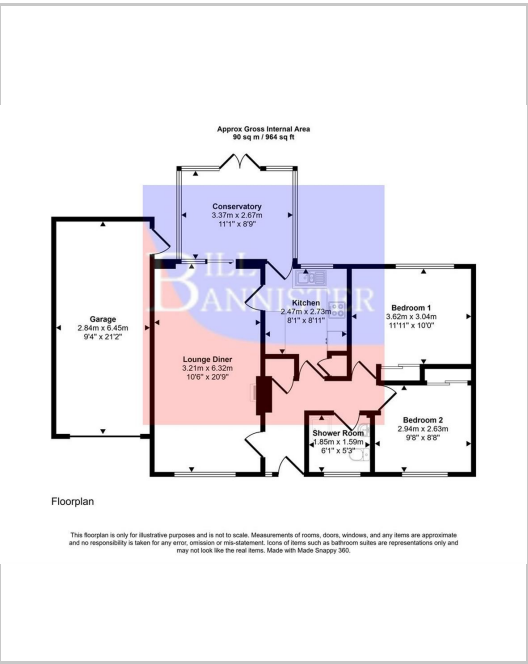 Approx Gross Internal Area
90 sq m / 964 sq ft
Conservatory
3.37m x 2.67m
11'1" x 8'9"
BILL
BANNISTER
Garage
2.84m x 6.45m
9'4" x 21'2"
Lounge Diner
3.21m x 6.32m
10'6" x 20'9"
Kitchen
2.47m x 2.73m
8'1" x 8'11"
Bedroom 1
3.62m x 3.04m
11'11" x 10'0"
Shower Room
1.85m x 1.59m
6'1" x 5'3"
Bedroom 2
2.94m x 2.63m
9'8" x 8'8"
Floorplan
This floorplan is only for illustrative purposes and is not to scale. Measurements of rooms, doors, windows, and any items are approximate
and no responsibility is taken for any error, omission or mis-statement. Icons of items such as bathroom suites are representations only and
may not look like the real items. Made with Made Snappy 360.